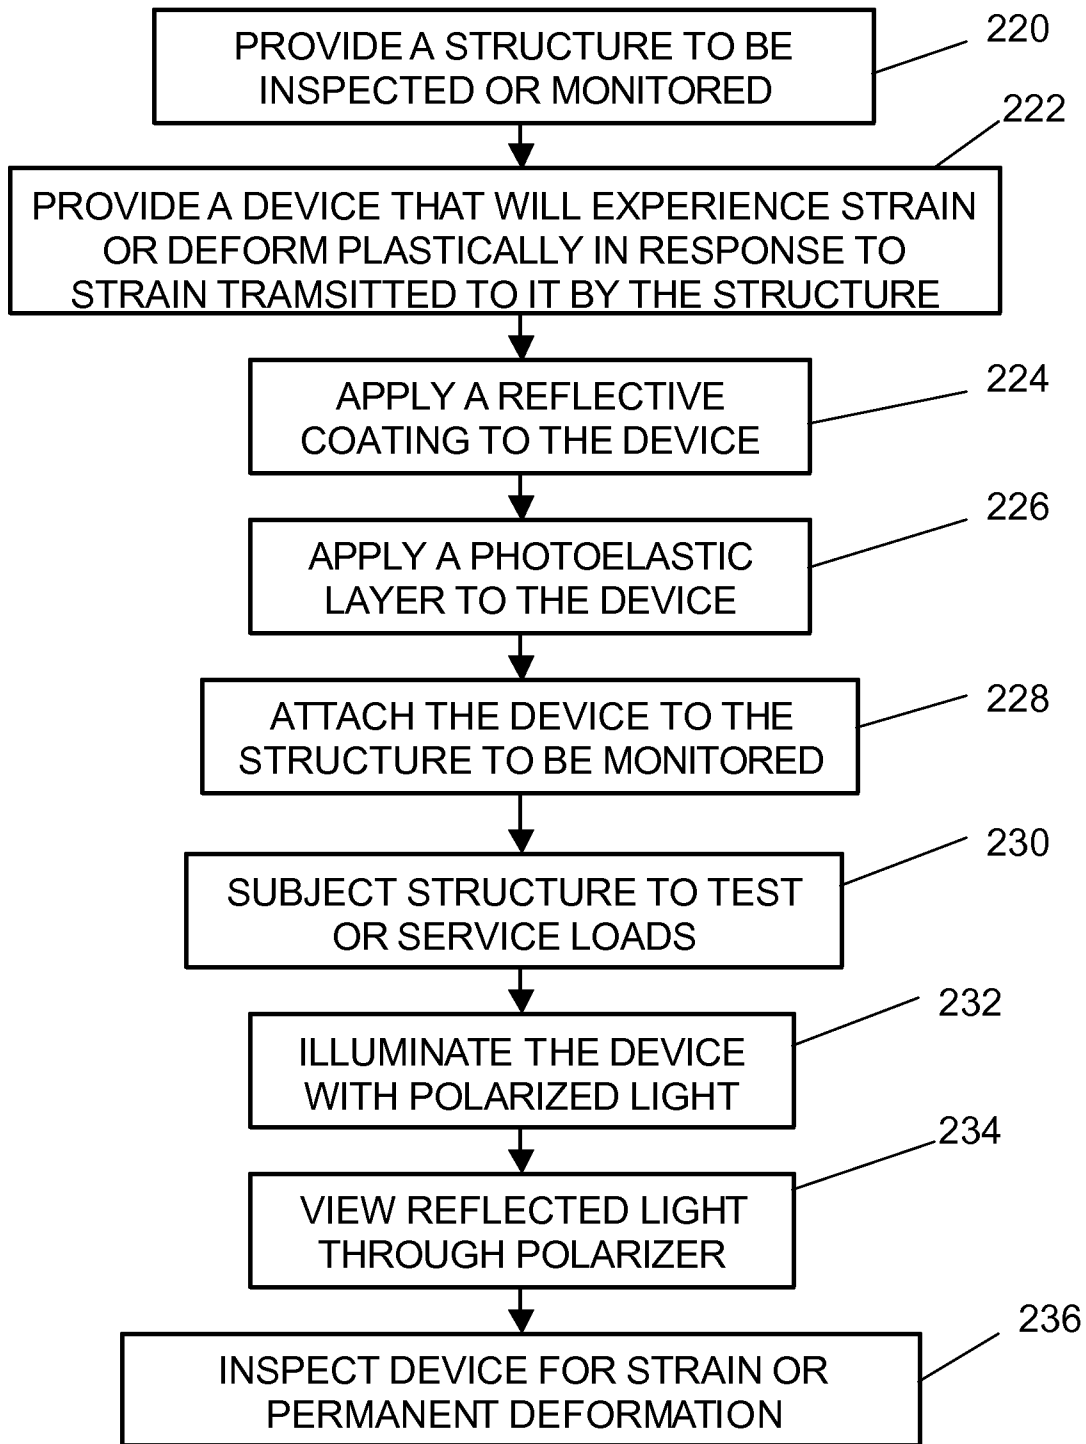 PROVIDE A STRUCTURE TO BE
INSPECTED OR MONITORED
220
222
PROVIDE A DEVICE THAT WILL EXPERIENCE STRAIN
OR DEFORM PLASTICALLY IN RESPONSE TO
STRAIN TRAMSITTED TO IT BY THE STRUCTURE
APPLY A REFLECTIVE
COATING TO THE DEVICE
224
APPLY A PHOTOELASTIC
LAYER TO THE DEVICE
226
ATTACH THE DEVICE TO THE
STRUCTURE TO BE MONITORED
228
SUBJECT STRUCTURE TO TEST
OR SERVICE LOADS
230
ILLUMINATE THE DEVICE
WITH POLARIZED LIGHT
232
VIEW REFLECTED LIGHT
THROUGH POLARIZER
234
INSPECT DEVICE FOR STRAIN OR
PERMANENT DEFORMATION
236